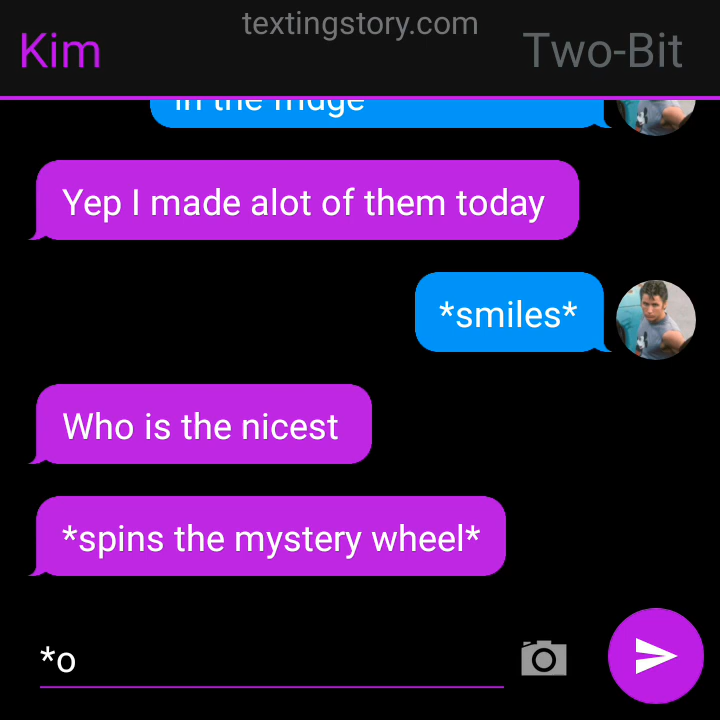 textingstory.com
Kim
Two-Bit
in the fridge
Yep I made alot of them today
*smiles*
Who is the nicest
*spins the mystery wheel*
*o